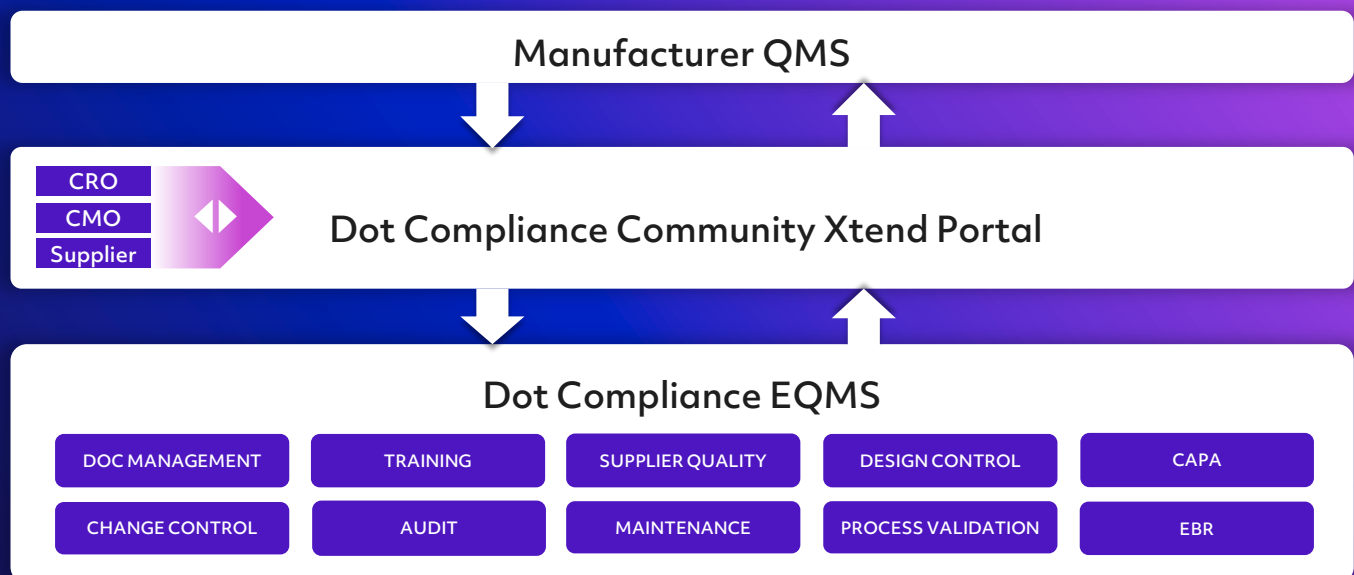 Manufacturer QMS
CRO
CMO
Supplier
Dot Compliance Community Xtend Portal
Dot Compliance EQMS
DOC MANAGEMENT
TRAINING
SUPPLIER QUALITY
DESIGN CONTROL
CAPA
CHANGE CONTROL
AUDIT
MAINTENANCE
PROCESS VALIDATION
EBR